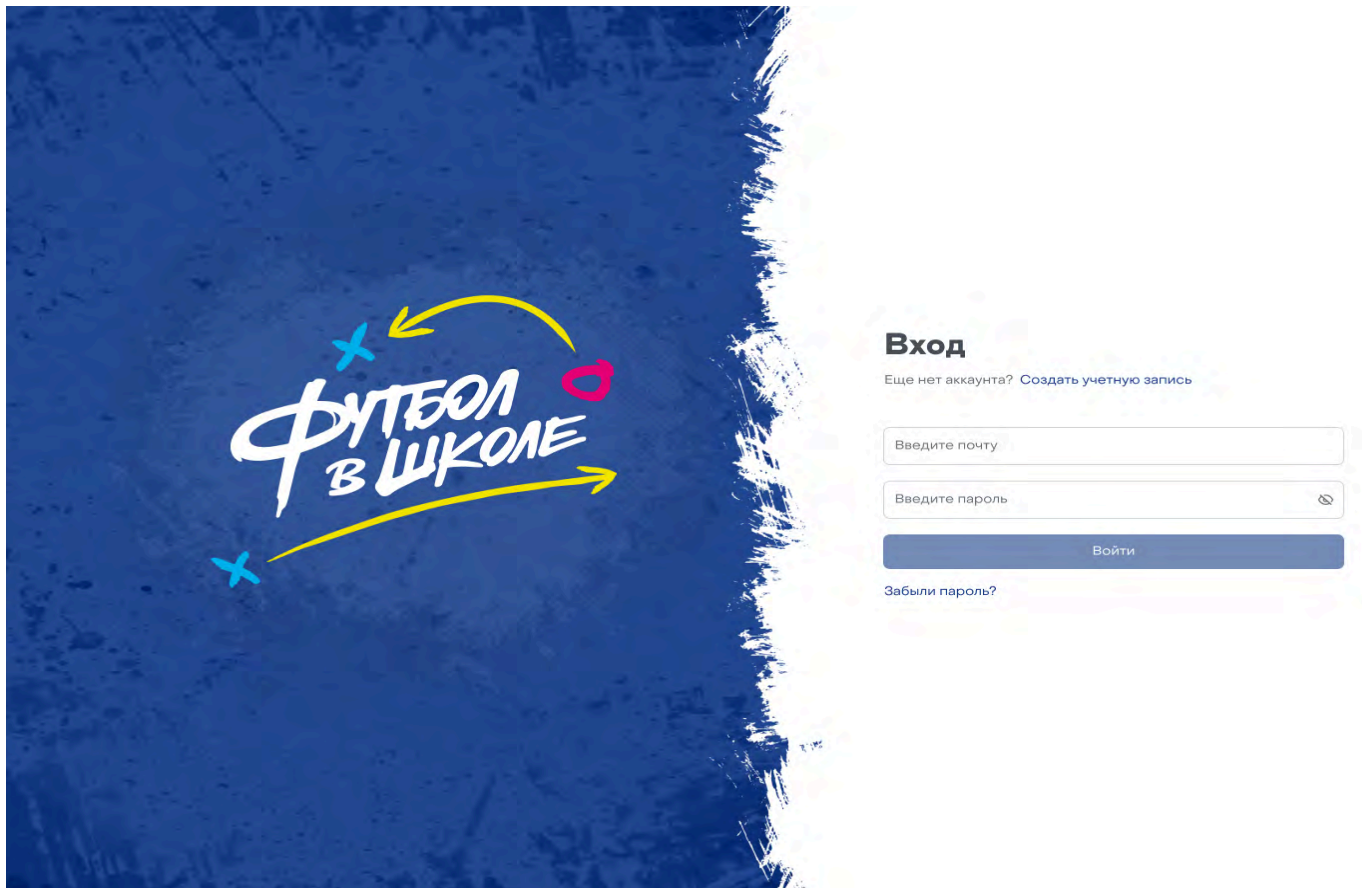 ФУТБОЛ
В ШКОЛЕ
Вход
Еще нет аккаунта? Создать учетную запись
Введите почту
Введите пароль
Войти
Забыли пароль?